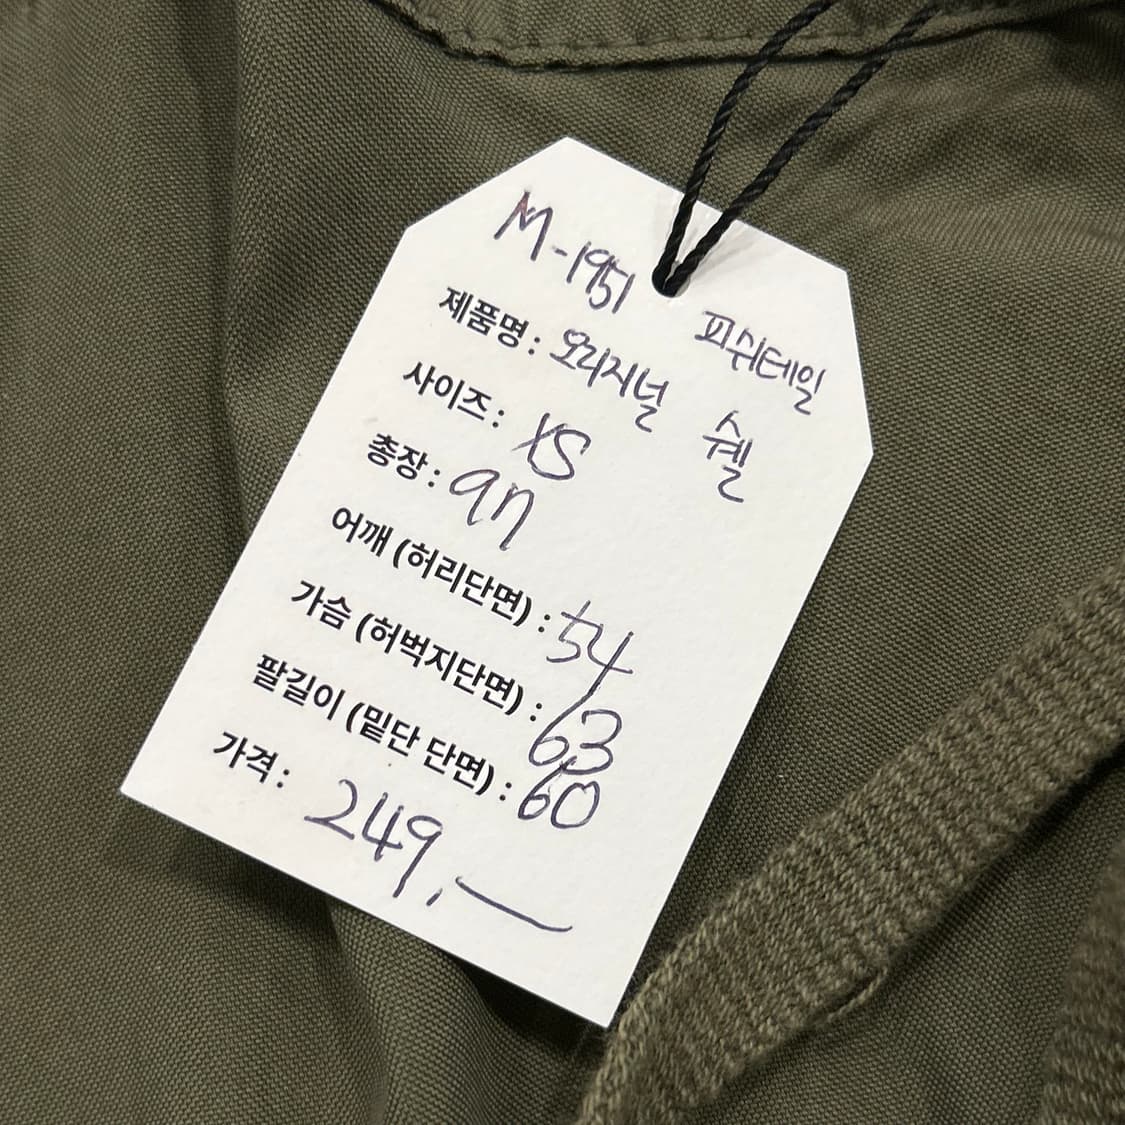 M-1951 피쉬테일
제품명 : 오리지널 쉘
사이즈 : XS
총장 : 97
어깨 (허리단면) : 54
가슴 (허벅지단면) : 63
팔길이 (밑단 단면) : 60
가격 : 249,—